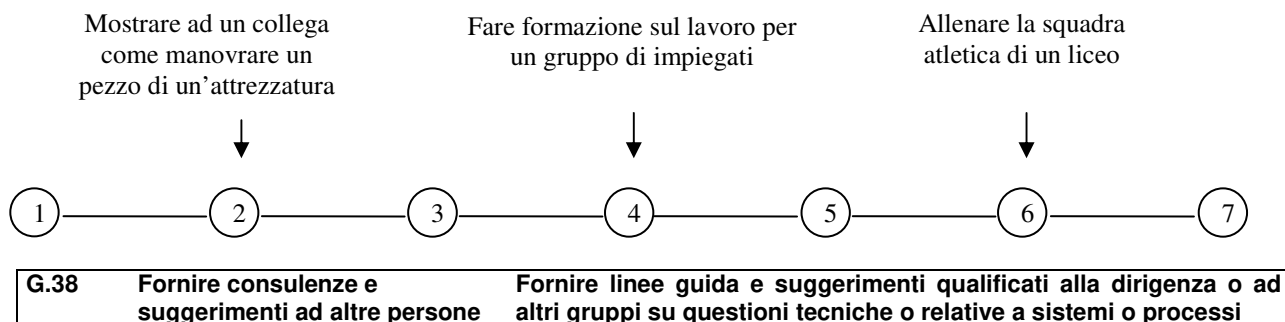 Mostrare ad un collega
come manovrare un
pezzo di un'attrezzatura
Fare formazione sul lavoro per
un gruppo di impiegati
Allenare la squadra
atletica di un liceo
1 2 3 4 5 6 7
G.38 Fornire consulenze e
suggerimenti ad altre persone
Fornire linee guida e suggerimenti qualificati alla dirigenza o ad
altri gruppi su questioni tecniche o relative a sistemi o processi